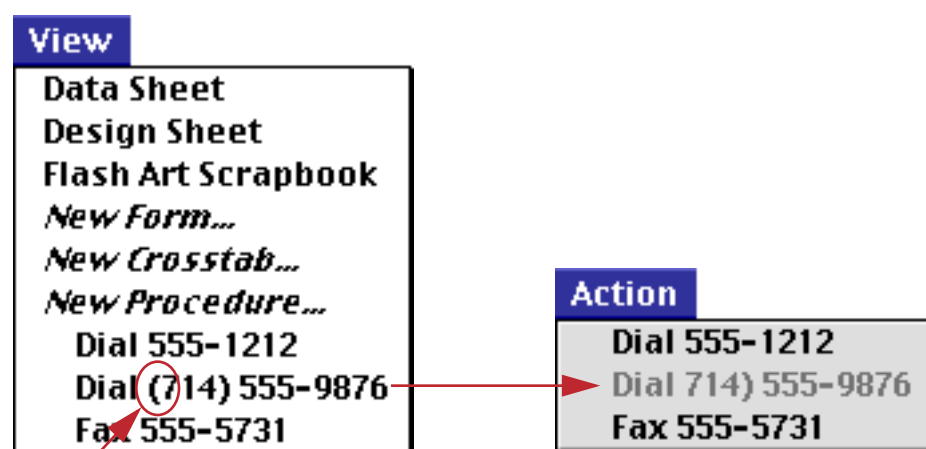 View
Data Sheet
Design Sheet
Flash Art Scrapbook
New Form...
New Crosstab...
New Procedure...
Dial 555-1212
Dial (714) 555-9876
Fax 555-5731
Action
Dial 555-1212
Dial 714) 555-9876
Fax 555-5731